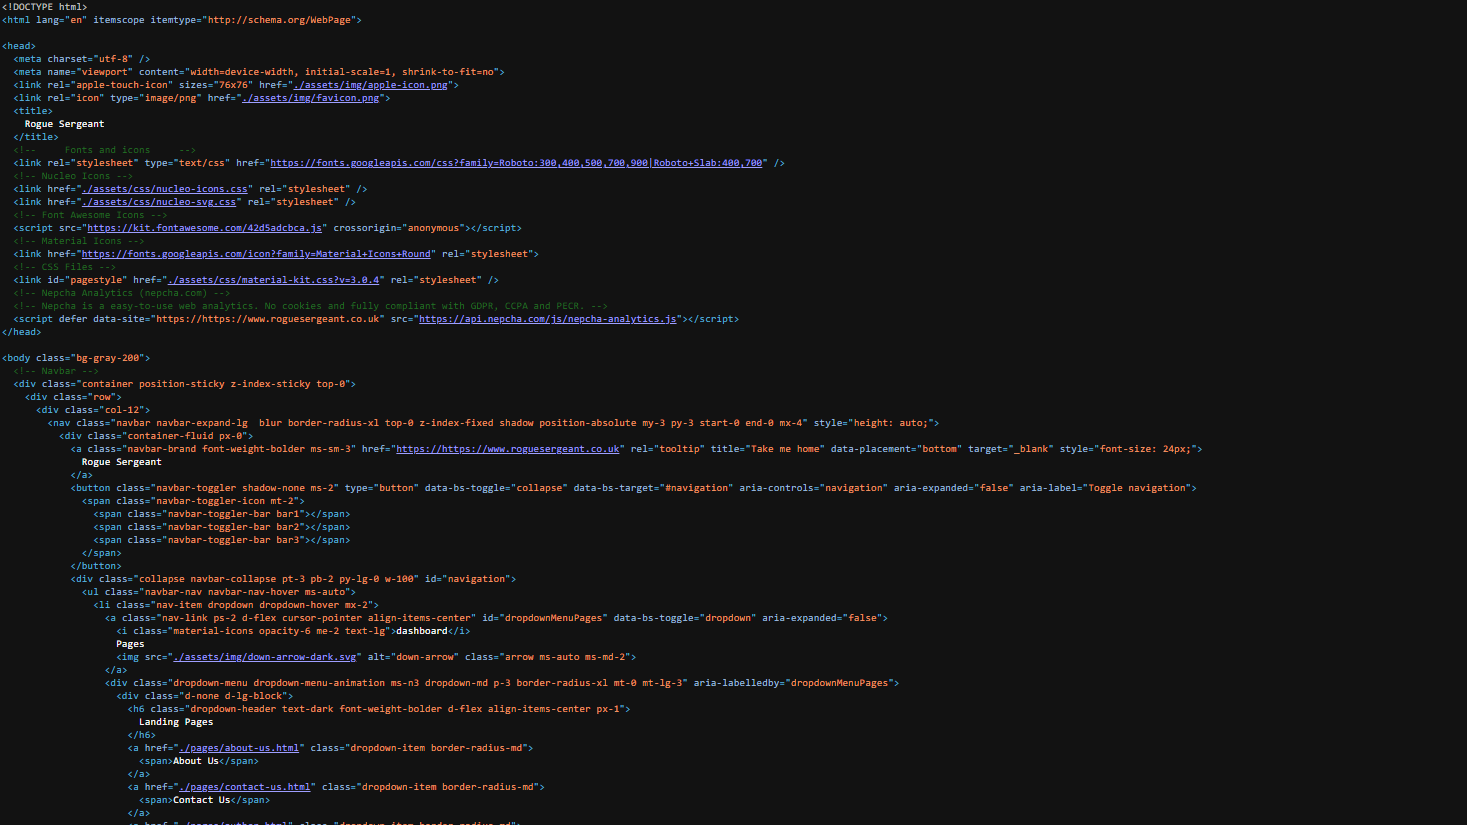 <!DOCTYPE html>
<html lang="en" itemscope itemtype="http://schema.org/WebPage">
<head>
<meta charset="utf-8" />
<meta name="viewport" content="width=device-width, initial-scale=1, shrink-to-fit=no">
<link rel="apple-touch-icon" sizes="76x76" href="./assets/img/apple-icon.png">
<link rel="icon" type="image/png" href="./assets/img/favicon.png">
<title>
Rogue Sergeant
</title>
<!--     Fonts and icons     -->
<link rel="stylesheet" type="text/css" href="https://fonts.googleapis.com/css?family=Roboto:300,400,500,700,900|Roboto+Slab:400,700" />
<!-- Nucleo Icons -->
<link href="./assets/css/nucleo-icons.css" rel="stylesheet" />
<link href="./assets/css/nucleo-svg.css" rel="stylesheet" />
<!-- Font Awesome Icons -->
<script src="https://kit.fontawesome.com/42d5adcbca.js" crossorigin="anonymous"></script>
<!-- Material Icons -->
<link href="https://fonts.googleapis.com/icon?family=Material+Icons+Round" rel="stylesheet">
<!-- CSS Files -->
<link id="pagestyle" href="./assets/css/material-kit.css?v=3.0.4" rel="stylesheet" />
<!-- Nepcha Analytics (nepcha.com) -->
<!-- Nepcha is a easy-to-use web analytics. No cookies and fully compliant with GDPR, CCPA and PECR. -->
<script defer data-site="https://https://www.roguesergeant.co.uk" src="https://api.nepcha.com/js/nepcha-analytics.js"></script>
</head>
<body class="bg-gray-200">
<!-- Navbar -->
<div class="container position-sticky z-index-sticky top-0">
<div class="row">
<div class="col-12">
<nav class="navbar navbar-expand-lg  blur border-radius-xl top-0 z-index-fixed shadow position-absolute my-3 py-3 start-0 end-0 mx-4" style="height: auto;">
<div class="container-fluid px-0">
<a class="navbar-brand font-weight-bolder ms-sm-3" href="https://https://www.roguesergeant.co.uk" rel="tooltip" title="Take me home" data-placement="bottom" target="_blank" style="font-size: 24px;">
Rogue Sergeant
</a>
<button class="navbar-toggler shadow-none ms-2" type="button" data-bs-toggle="collapse" data-bs-target="#navigation" aria-controls="navigation" aria-expanded="false" aria-label="Toggle navigation">
<span class="navbar-toggler-icon mt-2">
<span class="navbar-toggler-bar bar1"></span>
<span class="navbar-toggler-bar bar2"></span>
<span class="navbar-toggler-bar bar3"></span>
</span>
</button>
<div class="collapse navbar-collapse pt-3 pb-2 py-lg-0 w-100" id="navigation">
<ul class="navbar-nav navbar-nav-hover ms-auto">
<li class="nav-item dropdown dropdown-hover mx-2">
<a class="nav-link ps-2 d-flex cursor-pointer align-items-center" id="dropdownMenuPages" data-bs-toggle="dropdown" aria-expanded="false">
<i class="material-icons opacity-6 me-2 text-lg">dashboard</i>
Pages
<img src="./assets/img/down-arrow-dark.svg" alt="down-arrow" class="arrow ms-auto ms-md-2">
</a>
<div class="dropdown-menu dropdown-menu-animation ms-n3 dropdown-md p-3 border-radius-xl mt-0 mt-lg-3" aria-labelledby="dropdownMenuPages">
<div class="d-none d-lg-block">
<h6 class="dropdown-header text-dark font-weight-bolder d-flex align-items-center px-1">
Landing Pages
</h6>
<a href="./pages/about-us.html" class="dropdown-item border-radius-md">
<span>About Us</span>
</a>
<a href="./pages/contact-us.html" class="dropdown-item border-radius-md">
<span>Contact Us</span>
</a>